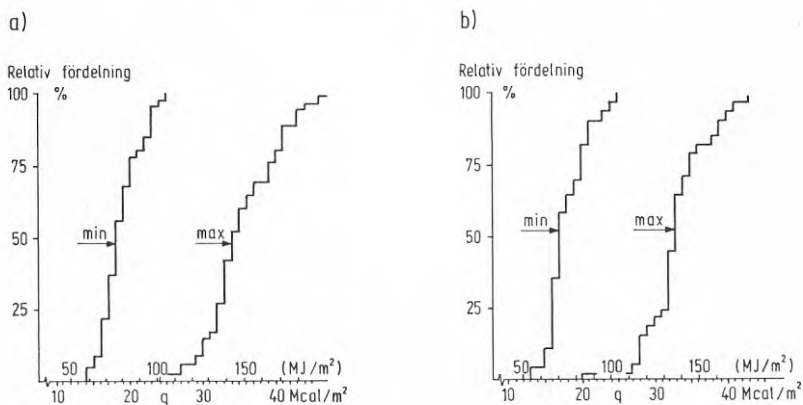 a)
Relativ fördelning
100 %
75
50
25
min
max
50 100 150 (MJ/m²)
10 20 q 30 40 Mcal/m²
b)
Relativ fördelning
100 %
75
50
25
min
max
50 100 150 (MJ/m²)
10 20 q 30 40 Mcal/m²